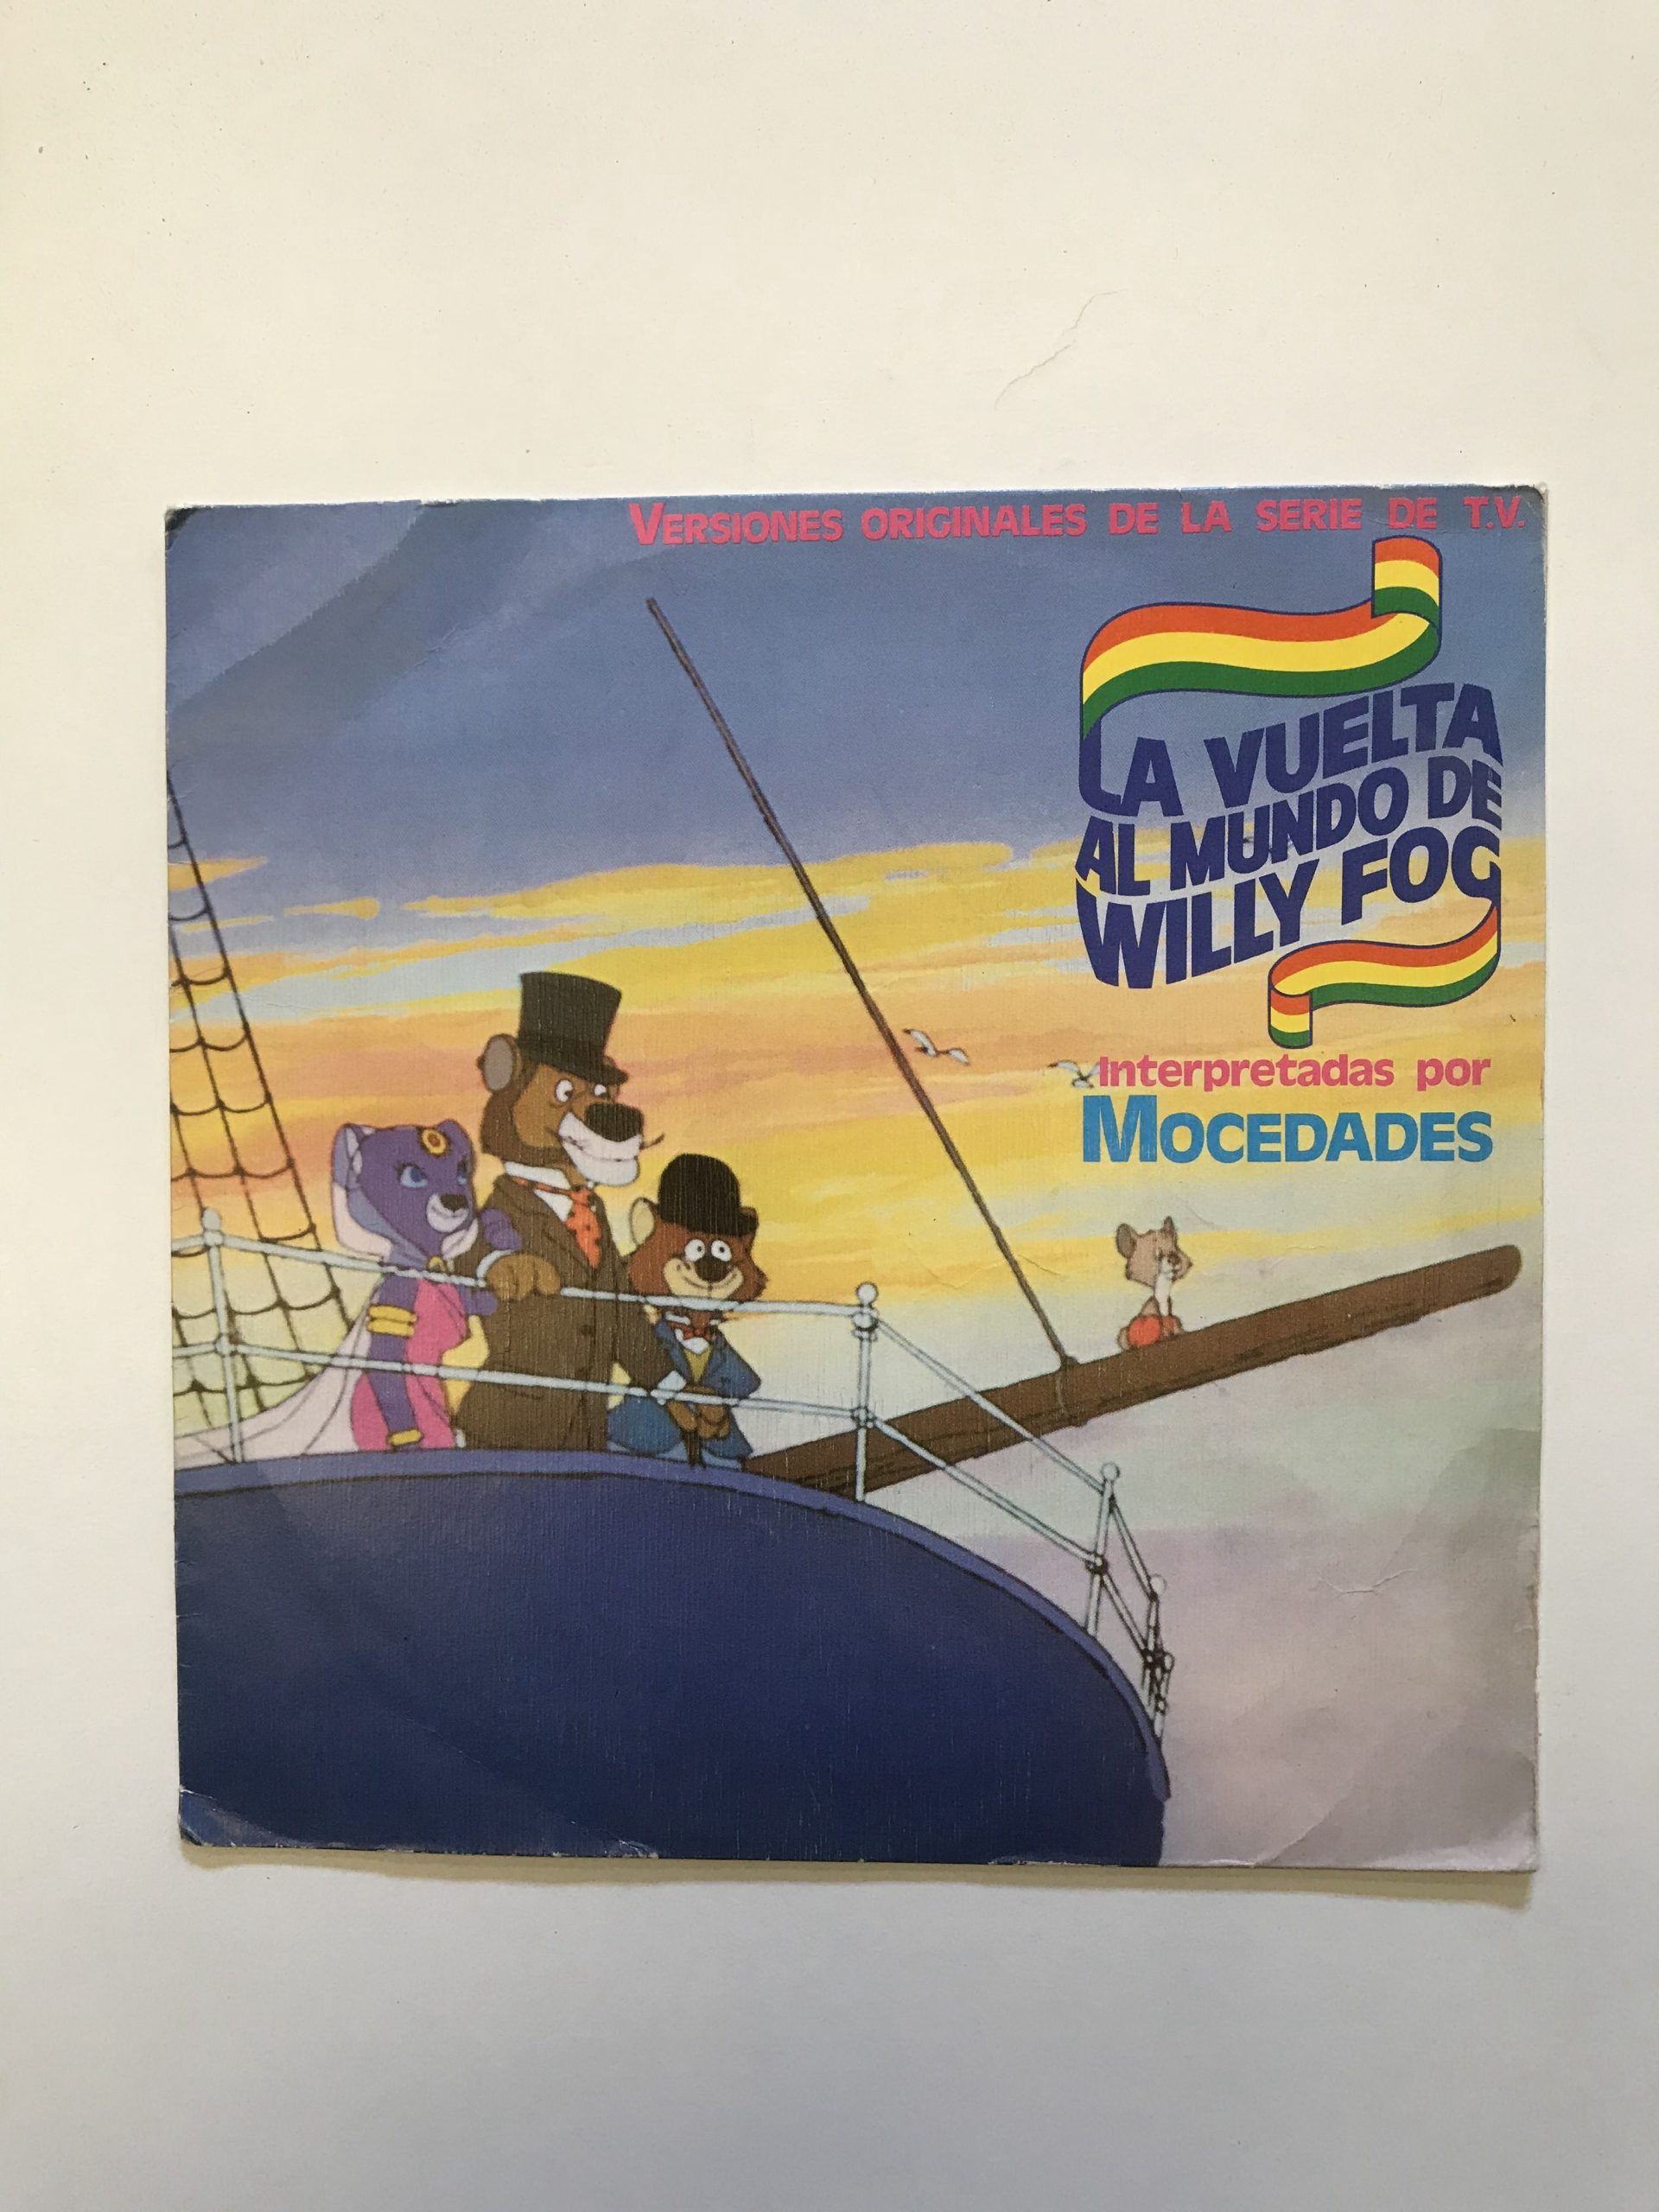 VERSIONES ORIGINALES DE LA SERIE DE T.V.
LA VUELTA
AL MUNDO DE
WILLY FOG
Interpretadas por
MOCEDADES